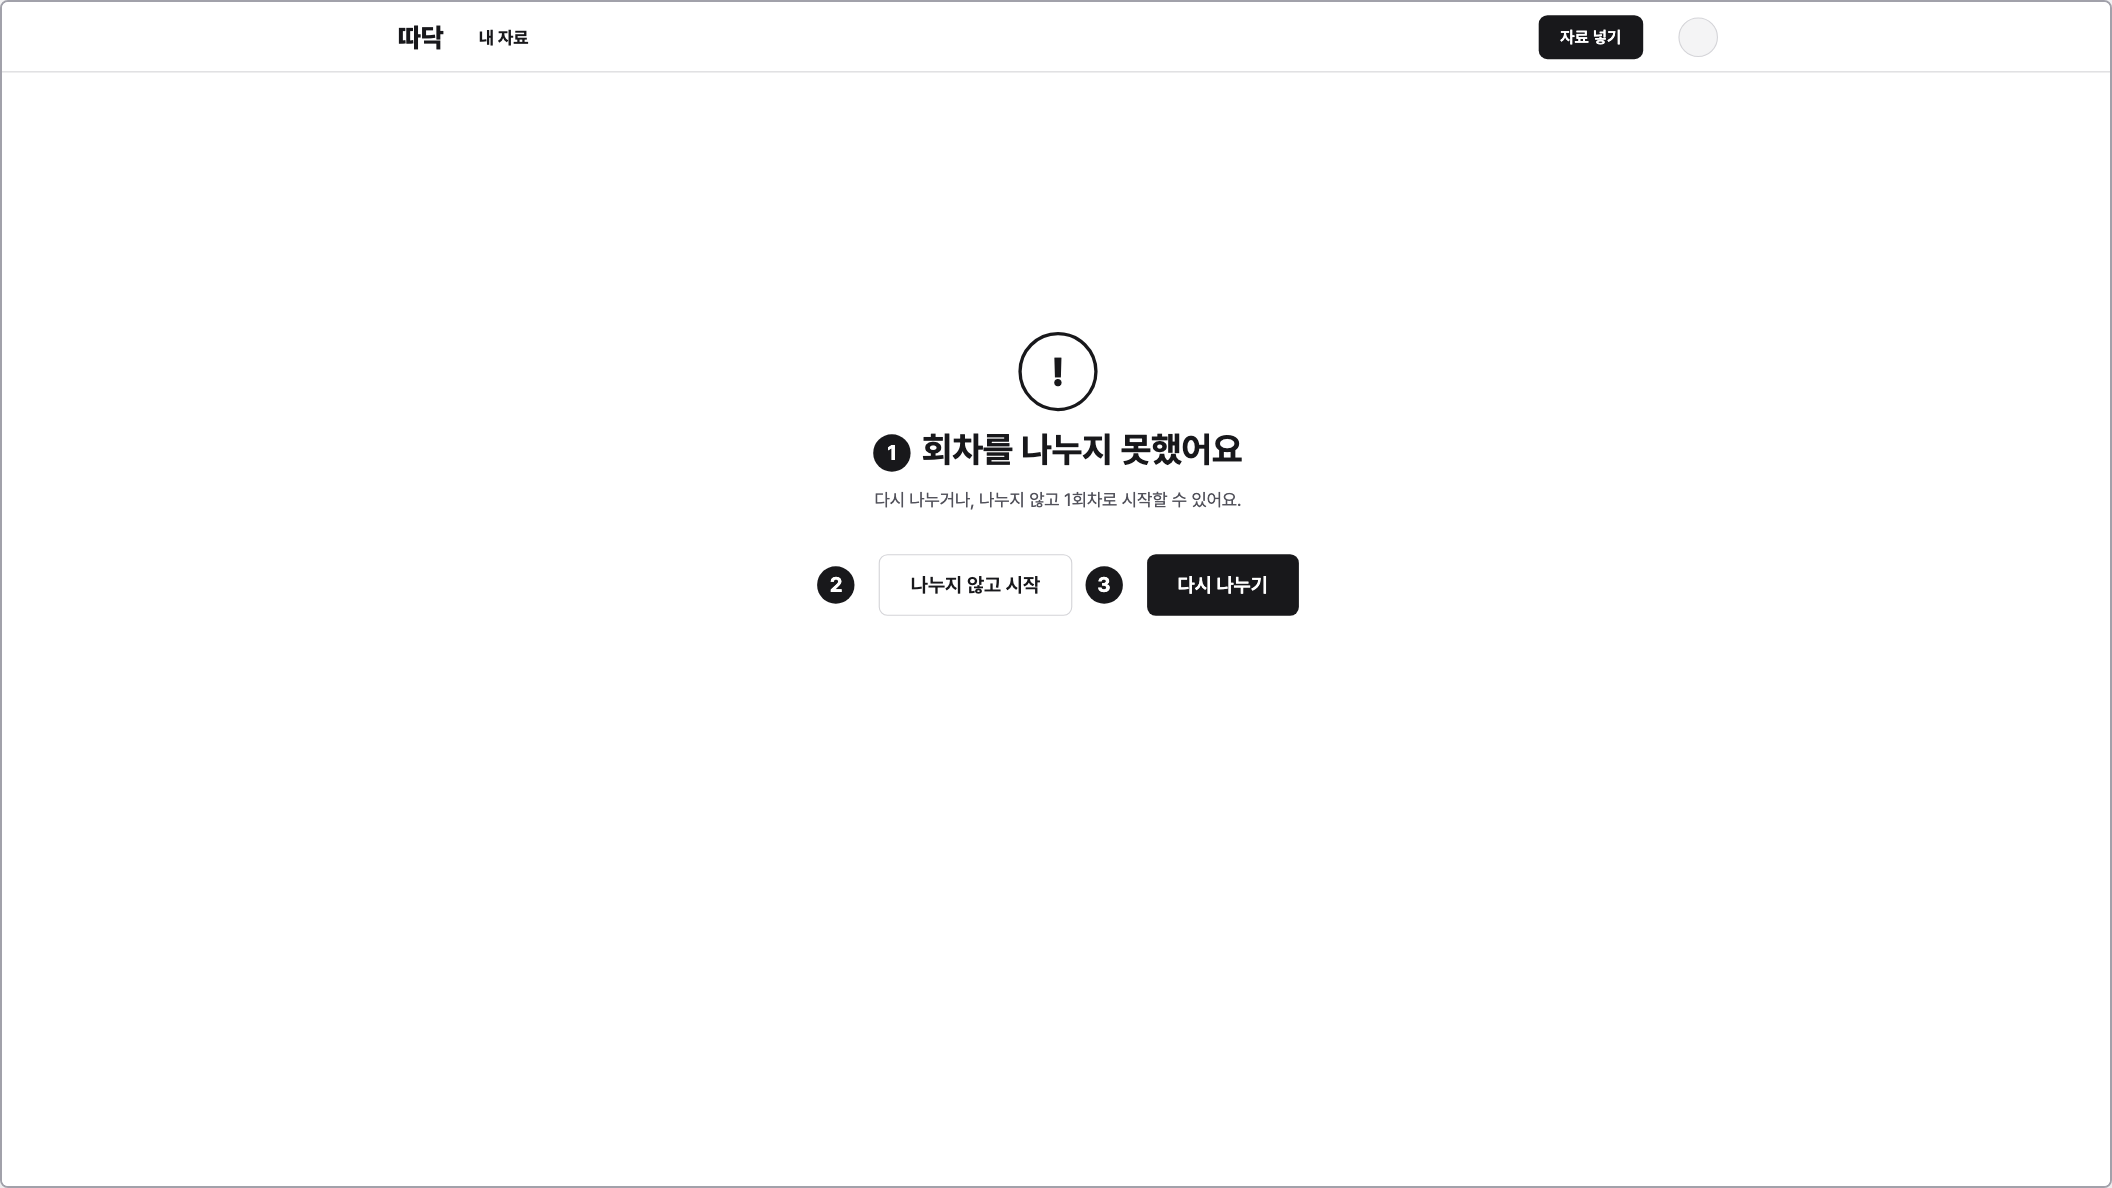 따닥 내 자료 자료 넣기
!
1 회차를 나누지 못했어요
다시 나누거나, 나누지 않고 1회차로 시작할 수 있어요.
2 나누지 않고 시작 3 다시 나누기